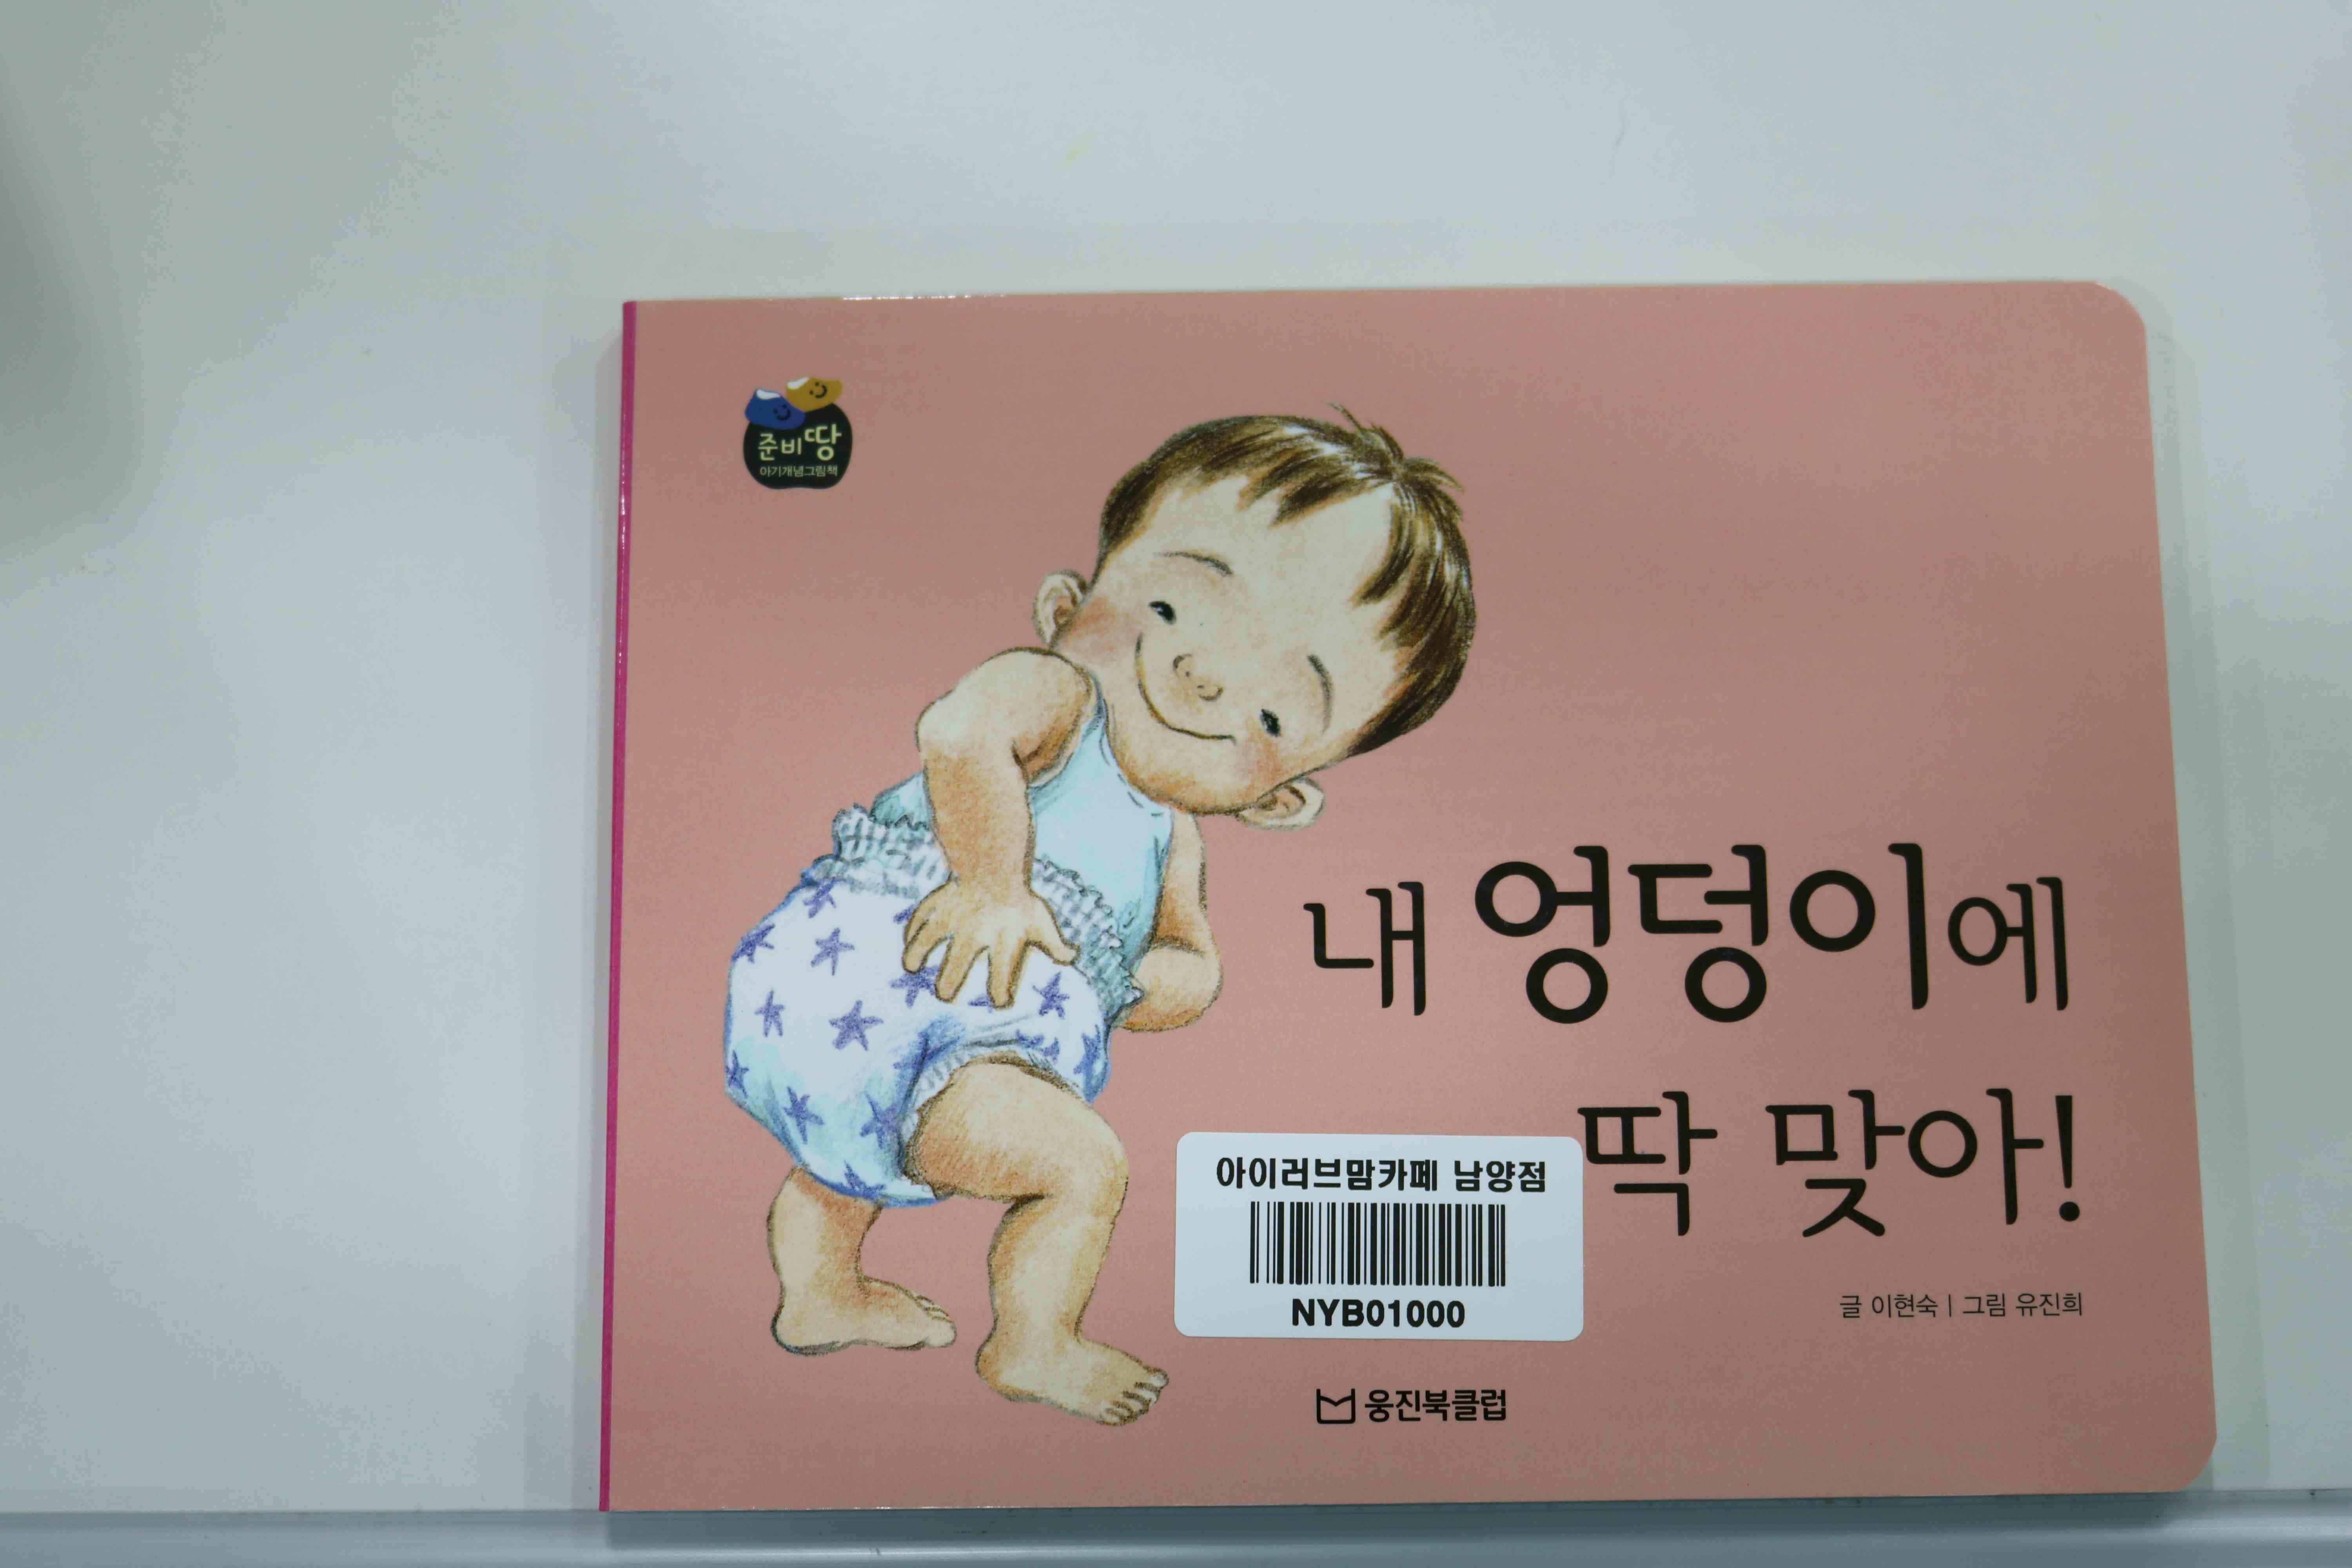 준비땅
아기개념그림책
내 엉덩이에
딱 맞아!
아이러브맘카페 남양점
NYB01000
글 이현숙 | 그림 유진희
웅진북클럽